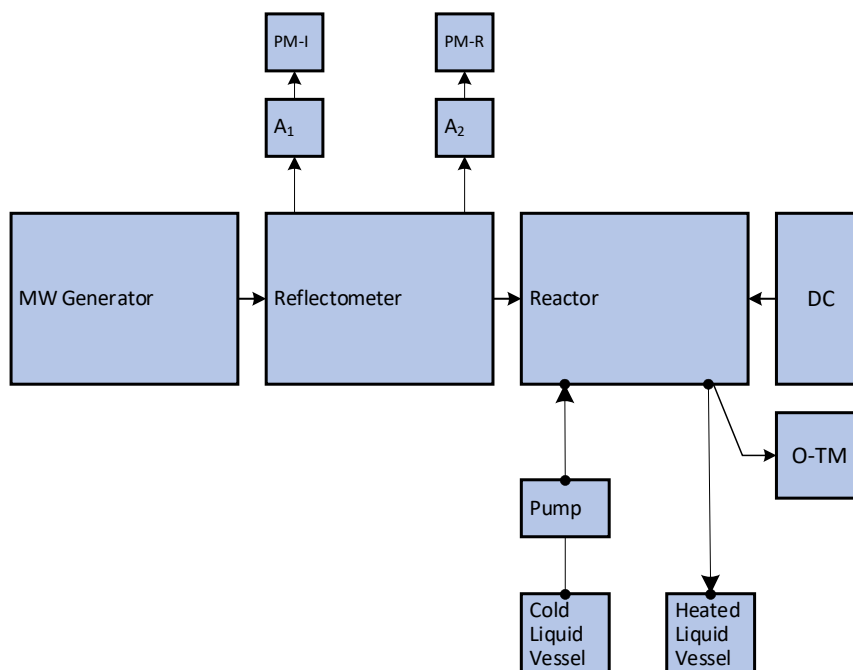 PM-I
PM-R
A₁
A₂
MW Generator
Reflectometer
Reactor
DC
O-TM
Pump
Cold
Liquid
Vessel
Heated
Liquid
Vessel